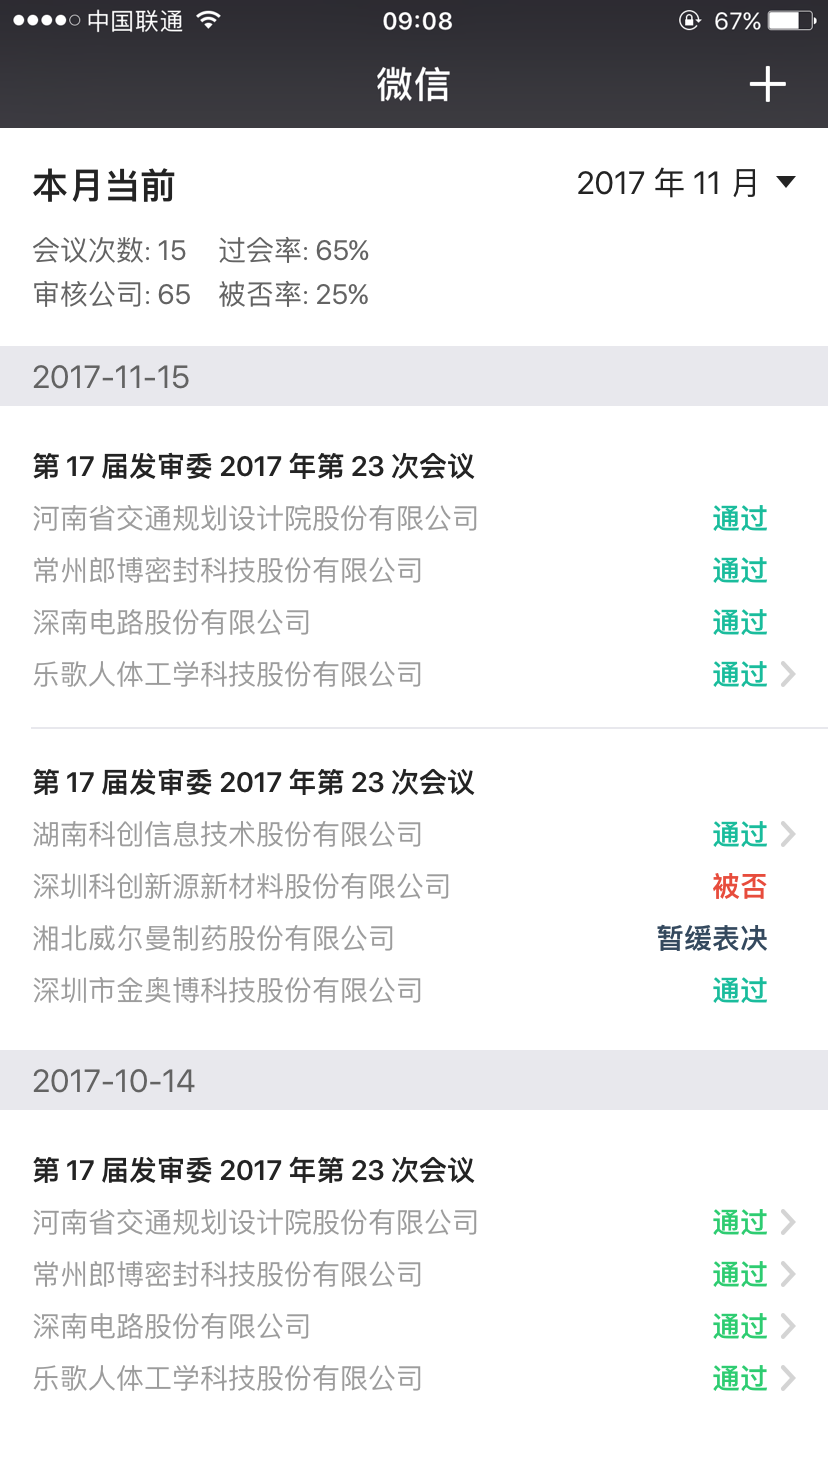 中国联通 09:08 67%
微信
本月当前 2017 年 11 月
会议次数: 15 过会率: 65%
审核公司: 65 被否率: 25%
2017-11-15
第 17 届发审委 2017 年第 23 次会议
河南省交通规划设计院股份有限公司 通过
常州郎博密封科技股份有限公司 通过
深南电路股份有限公司 通过
乐歌人体工学科技股份有限公司 通过
第 17 届发审委 2017 年第 23 次会议
湖南科创信息技术股份有限公司 通过
深圳科创新源新材料股份有限公司 被否
湘北威尔曼制药股份有限公司 暂缓表决
深圳市金奥博科技股份有限公司 通过
2017-10-14
第 17 届发审委 2017 年第 23 次会议
河南省交通规划设计院股份有限公司 通过
常州郎博密封科技股份有限公司 通过
深南电路股份有限公司 通过
乐歌人体工学科技股份有限公司 通过